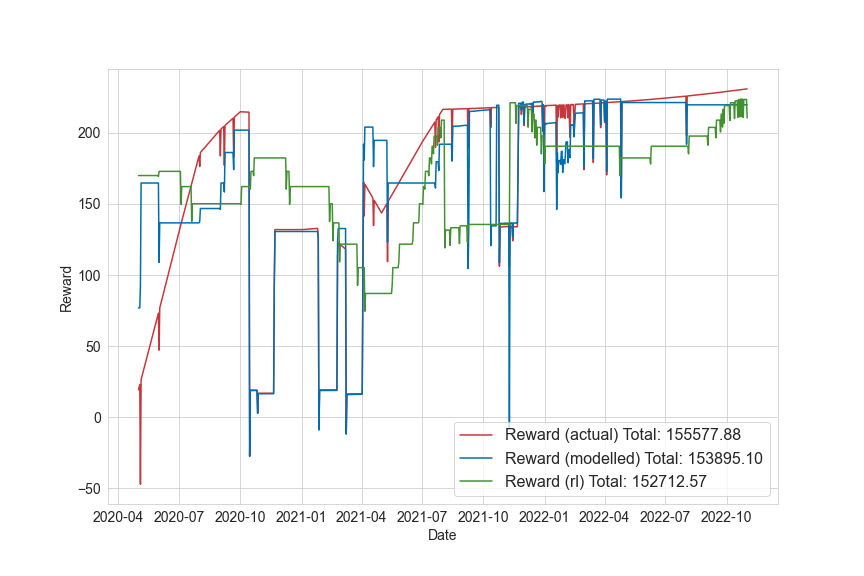 200
150
100
50
0
−50
Reward
2020-04 2020-07 2020-10 2021-01 2021-04 2021-07 2021-10 2022-01 2022-04 2022-07 2022-10
Date
Reward (actual) Total: 155577.88
Reward (modelled) Total: 153895.10
Reward (rl) Total: 152712.57